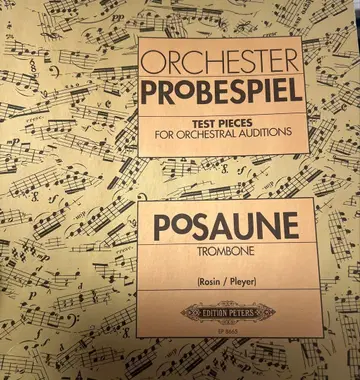 ORCHESTER
PROBESPIEL
TEST PIECES
FOR ORCHESTRAL AUDITIONS
POSAUNE
TROMBONE
(Rosin / Pleyer)
EDITION PETERS